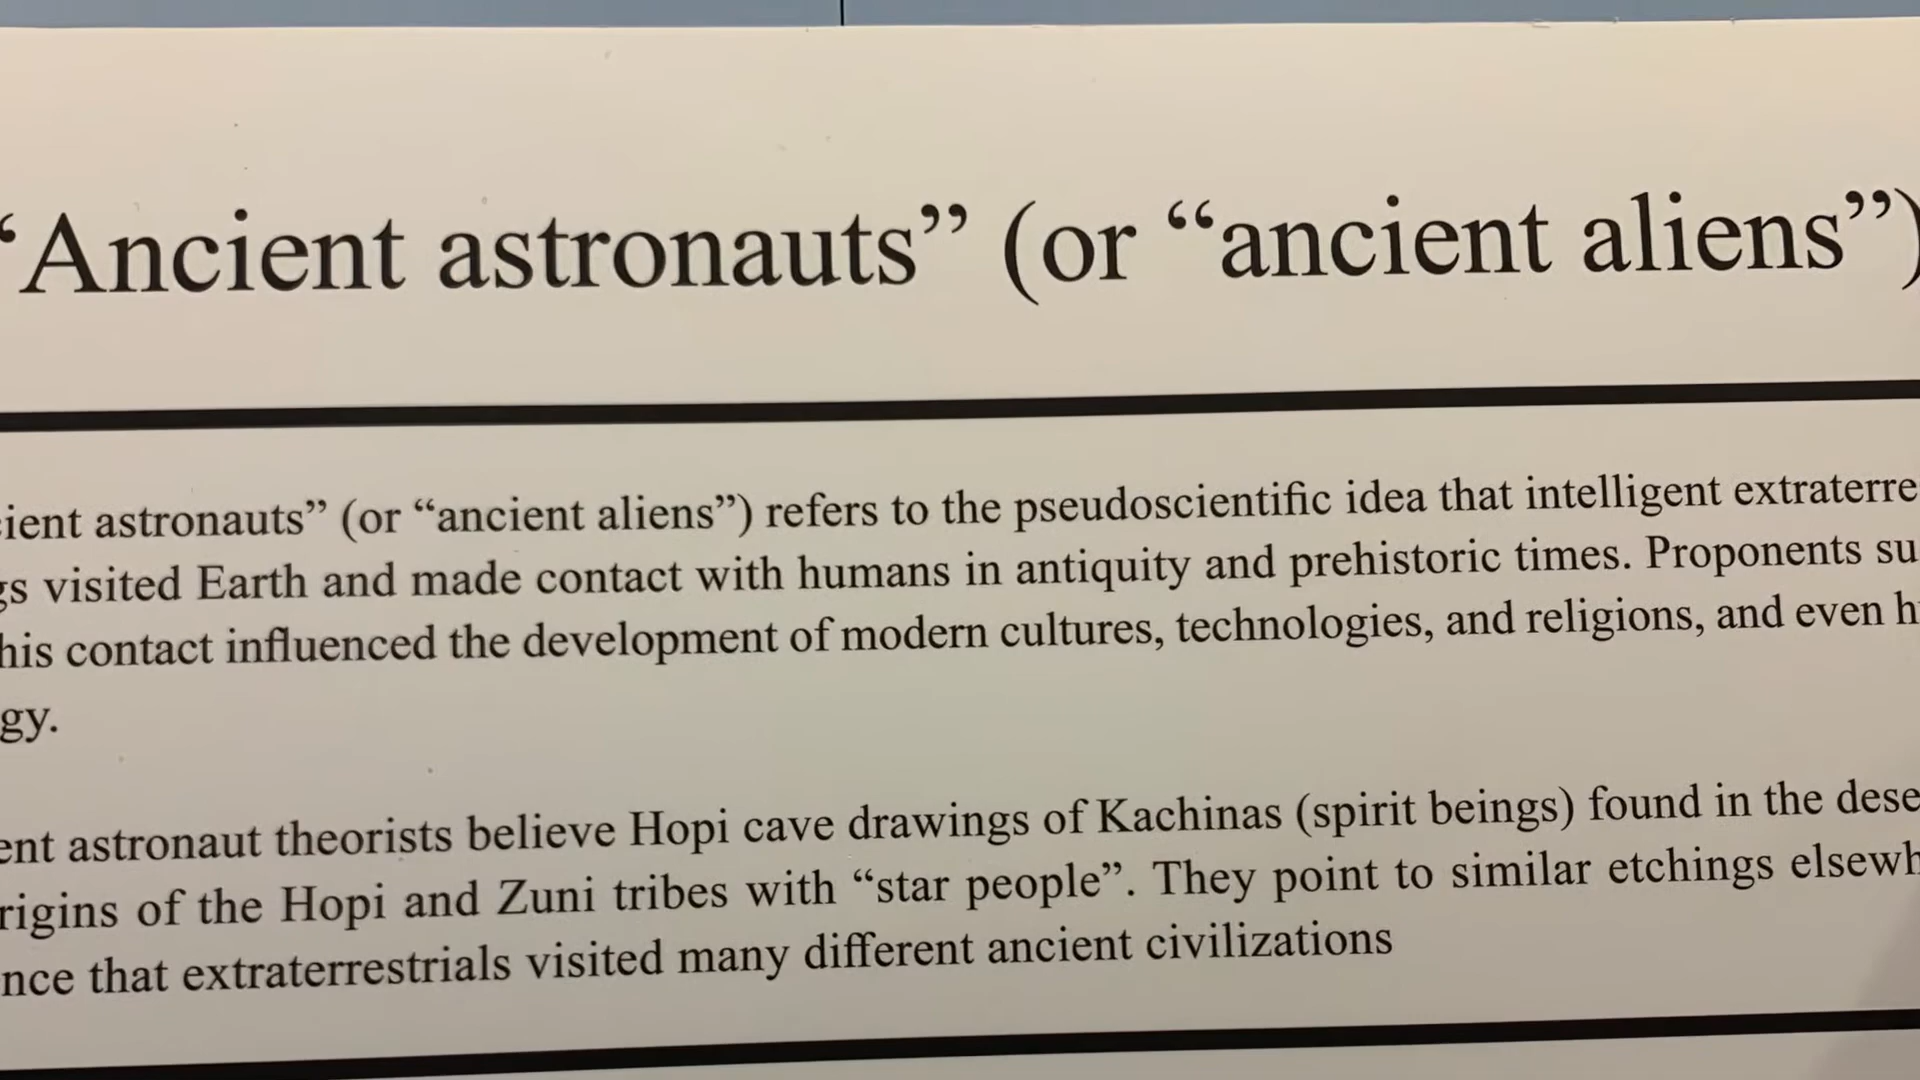 “Ancient astronauts” (or “ancient aliens”)
ient astronauts” (or “ancient aliens”) refers to the pseudoscientific idea that intelligent extraterre
gs visited Earth and made contact with humans in antiquity and prehistoric times. Proponents su
his contact influenced the development of modern cultures, technologies, and religions, and even h
gy.
ent astronaut theorists believe Hopi cave drawings of Kachinas (spirit beings) found in the dese
rigins of the Hopi and Zuni tribes with “star people”. They point to similar etchings elsewh
nce that extraterrestrials visited many different ancient civilizations